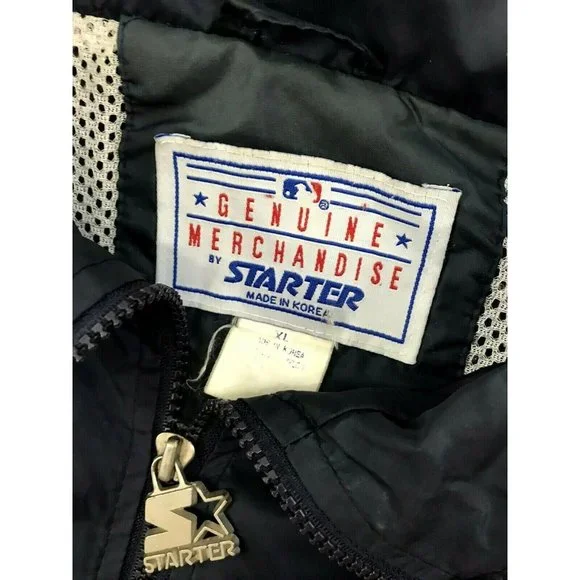 GENUINE
MERCHANDISE
BY STARTER
MADE IN KOREA
XL
STARTER